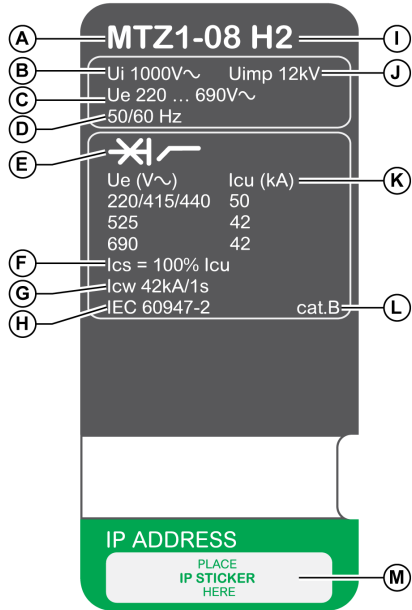 A MTZ1-08 H2 I
B Ui 1000V∿ Uimp 12kV J
C Ue 220 ... 690V∿
D 50/60 Hz
E
Ue (V∿) Icu (kA) K
220/415/440 50
525 42
690 42
F Ics = 100% Icu
G Icw 42kA/1s
H IEC 60947-2 cat.B L
IP ADDRESS
PLACE
IP STICKER M
HERE